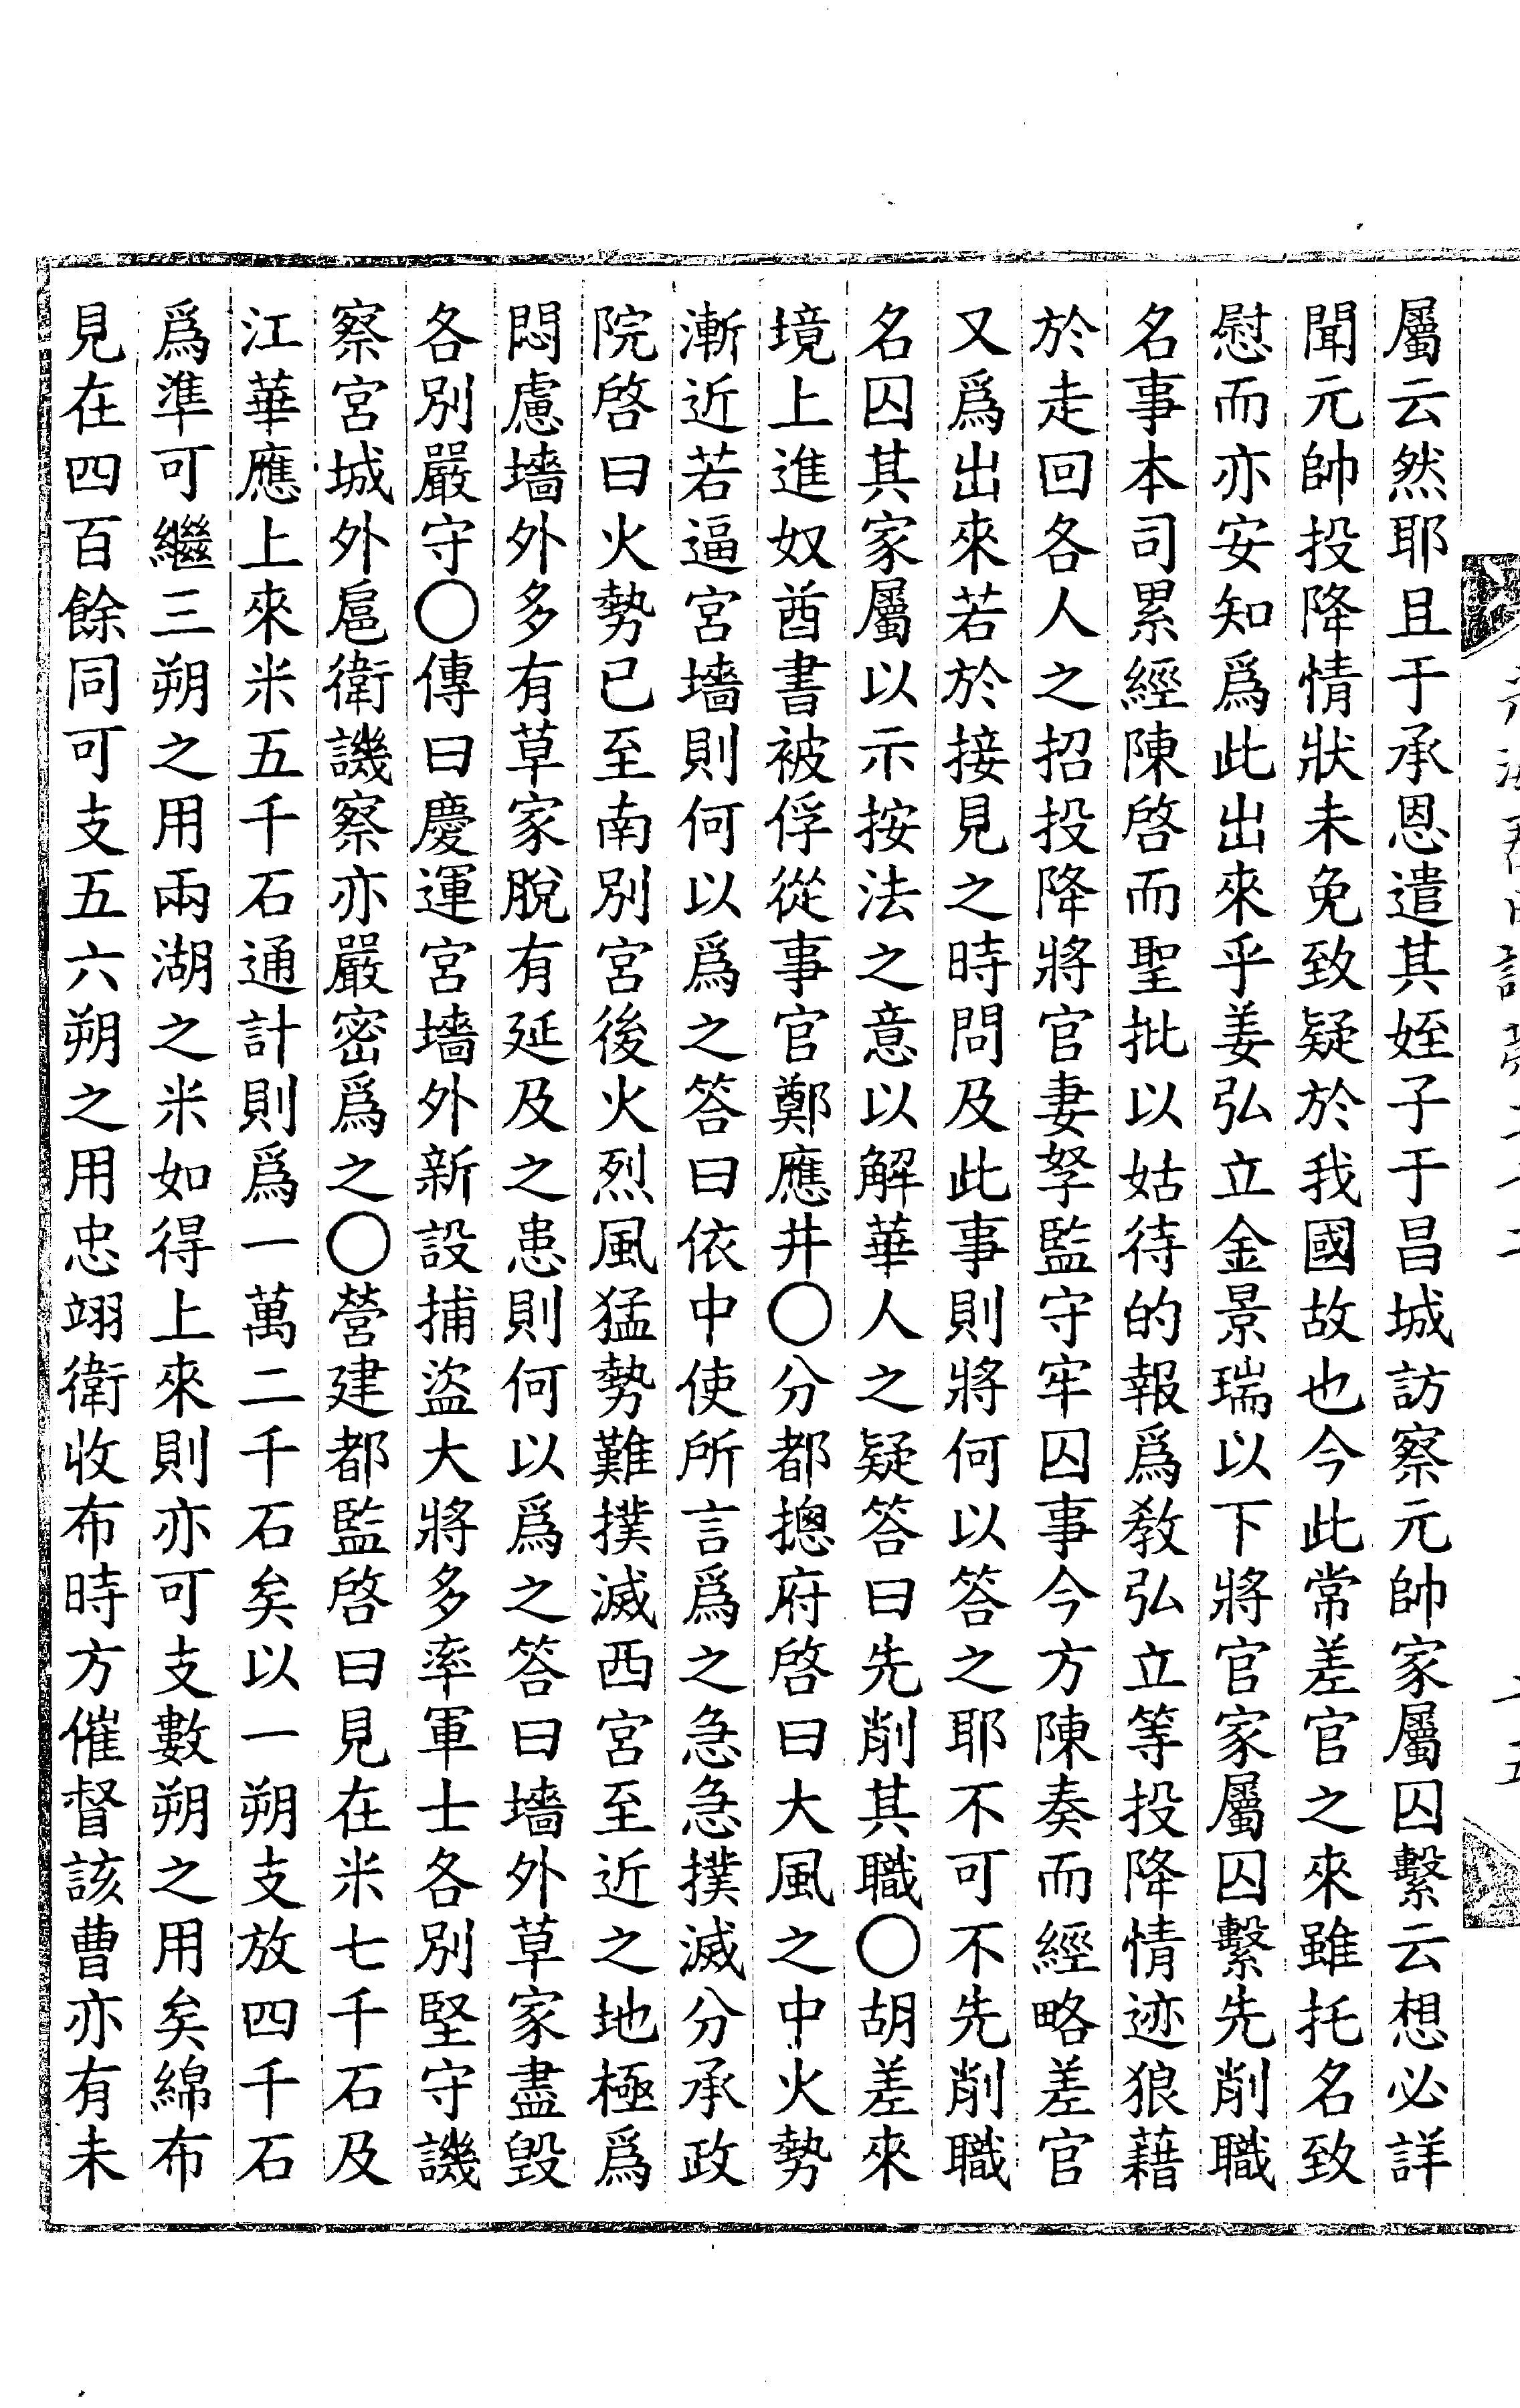 屬云然耶且于承恩遣其姪子于昌城訪察元帥家屬囚繫云想必詳
聞元帥投降情狀未免致疑於我國故也今此常差官之來雖托名致
慰而亦安知爲此出來乎姜弘立金景瑞以下將官家屬囚繫先削職
名事本司累經陳啓而聖批以姑待的報爲敎弘立等投降情迹狼藉
於走回各人之招投降將官妻孥監守牢囚事今方陳奏而經略差官
又爲出來若於接見之時問及此事則將何以答之耶不可不先削職
名囚其家屬以示按法之意以解華人之疑答曰先削其職〇胡差來
境上進奴酋書被俘從事官鄭應井〇分都摠府啓曰大風之中火勢
漸近若逼宮墻則何以爲之答曰依中使所言爲之急急撲滅分承政
院啓曰火勢已至南別宮後火烈風猛勢難撲滅西宮至近之地極爲
悶慮墻外多有草家脫有延及之患則何以爲之答曰墻外草家盡毀
各別嚴守〇傳曰慶運宮墻外新設捕盜大將多率軍士各別堅守譏
察宮城外扈衛譏察亦嚴密爲之〇營建都監啓曰見在米七千石及
江華應上來米五千石通計則爲一萬二千石矣以一朔支放四千石
爲準可繼三朔之用兩湖之米如得上來則亦可支數朔之用矣綿布
見在四百餘同可支五六朔之用忠翊衛收布時方催督該曹亦有未